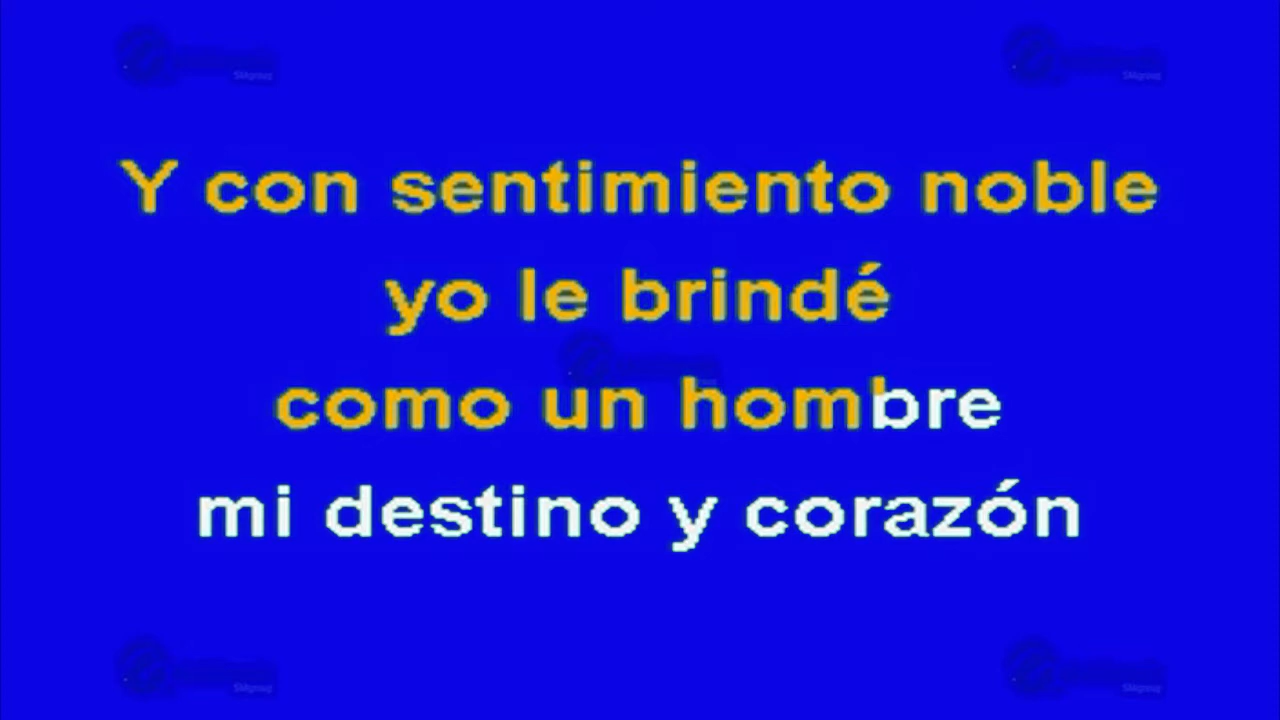 Y con sentimiento noble
yo le brindé
como un hombre
mi destino y corazón